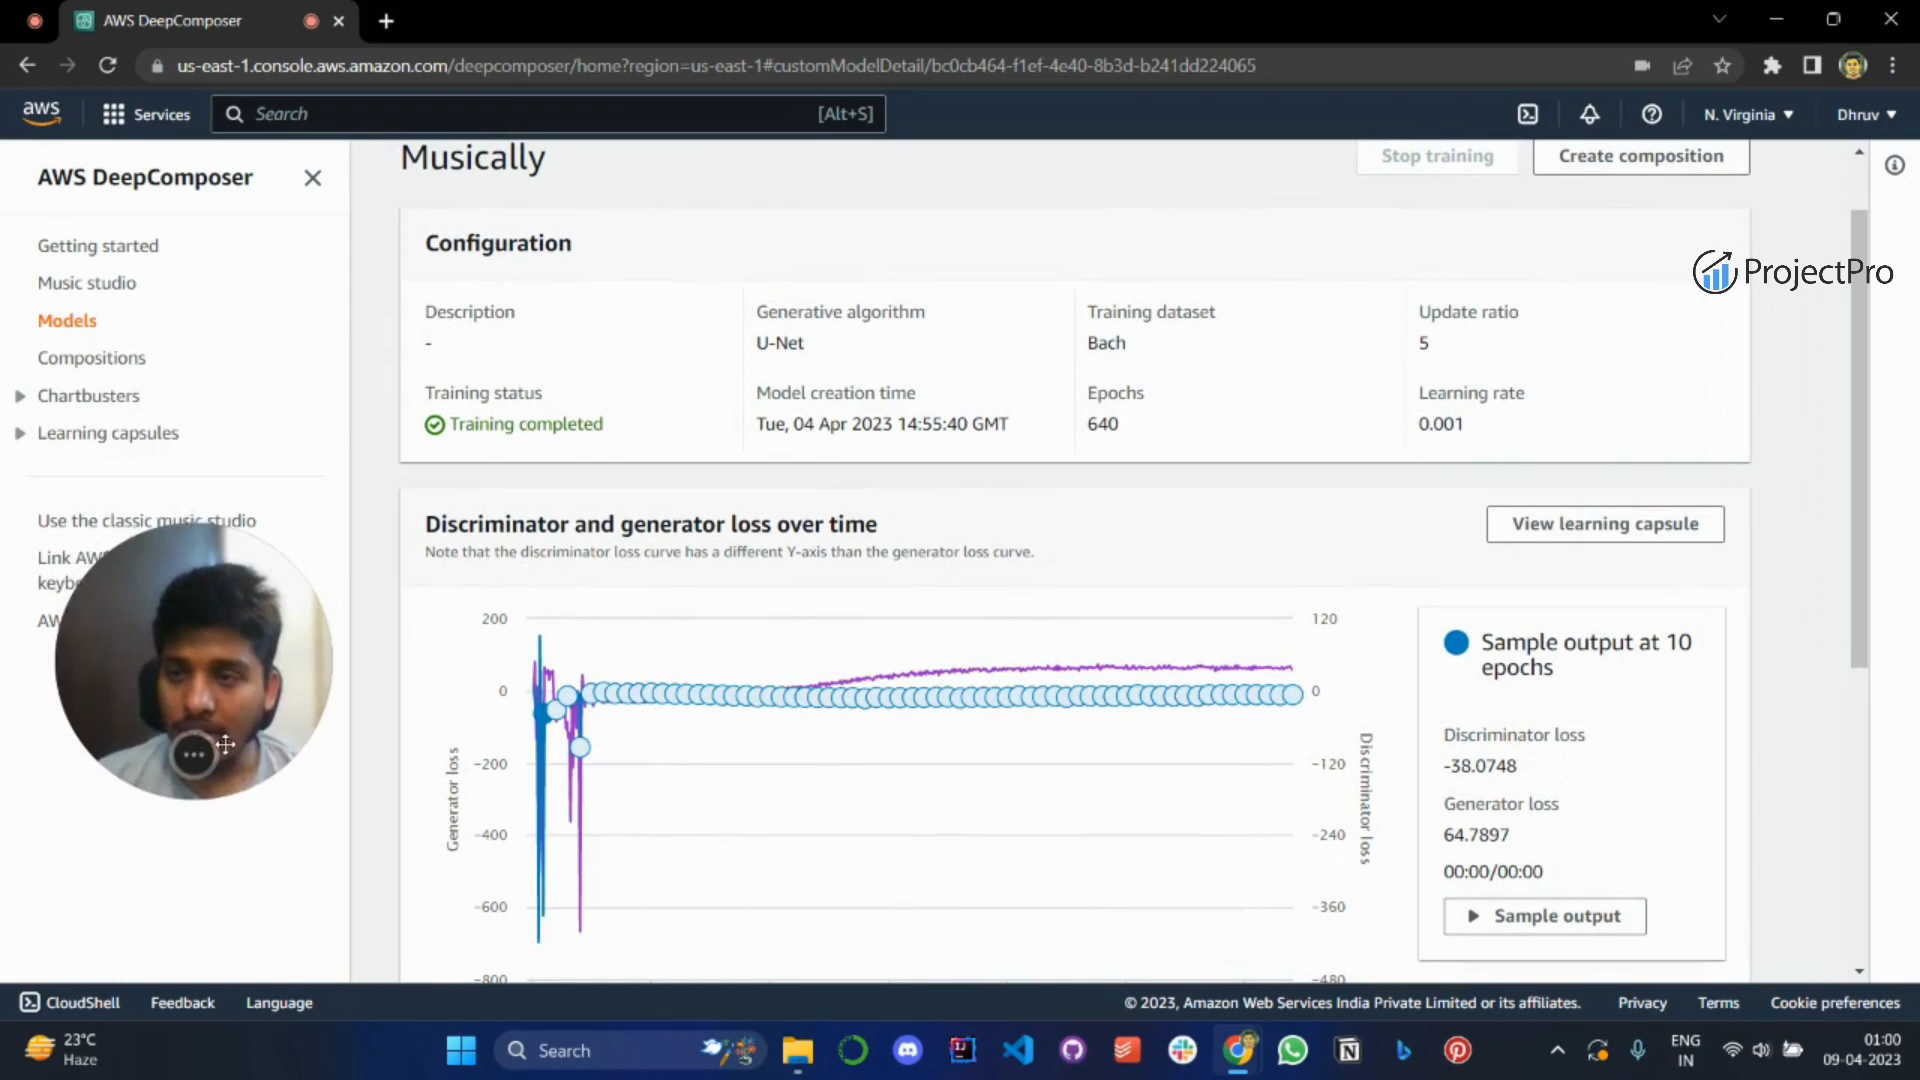 AWS DeepComposer
us-east-1.console.aws.amazon.com/deepcomposer/home?region=us-east-1#customModelDetail/bc0cb464-f1ef-4e40-8b3d-b241dd224065
aws
Services
Search
[Alt+S]
N. Virginia
Dhruv
AWS DeepComposer
Getting started
Music studio
Models
Compositions
Chartbusters
Learning capsules
Use the classic music studio
Link AW
keyb
AW
Musically
Stop training
Create composition
ProjectPro
Configuration
Description
-
Generative algorithm
U-Net
Training dataset
Bach
Update ratio
5
Training status
Training completed
Model creation time
Tue, 04 Apr 2023 14:55:40 GMT
Epochs
640
Learning rate
0.001
Discriminator and generator loss over time
Note that the discriminator loss curve has a different Y-axis than the generator loss curve.
View learning capsule
200
0
-200
-400
-600
-800
Generator loss
120
0
-120
-240
-360
-480
Discriminator loss
Sample output at 10
epochs
Discriminator loss
-38.0748
Generator loss
64.7897
00:00/00:00
Sample output
CloudShell
Feedback
Language
© 2023, Amazon Web Services India Private Limited or its affiliates.
Privacy
Terms
Cookie preferences
23°C
Haze
Search
ENG
IN
01:00
09-04-2023